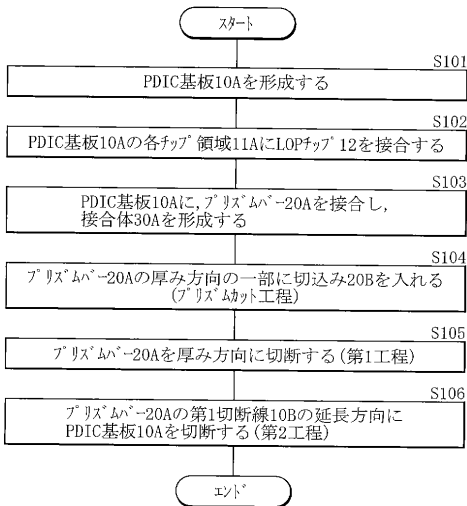 スタート
S101
PDIC基板10Aを形成する
S102
PDIC基板10Aの各ﾁｯﾌﾟ領域11AにLOPﾁｯﾌﾟ12を接合する
S103
PDIC基板10Aに,ﾌﾟﾘｽﾞﾑﾊﾞｰ20Aを接合し,
接合体30Aを形成する
S104
ﾌﾟﾘｽﾞﾑﾊﾞｰ20Aの厚み方向の一部に切込み20Bを入れる
(ﾌﾟﾘｽﾞﾑｶｯﾄ工程)
S105
ﾌﾟﾘｽﾞﾑﾊﾞｰ20Aを厚み方向に切断する(第1工程)
S106
ﾌﾟﾘｽﾞﾑﾊﾞｰ20Aの第1切断線10Bの延長方向に
PDIC基板10Aを切断する(第2工程)
ｴﾝﾄﾞ